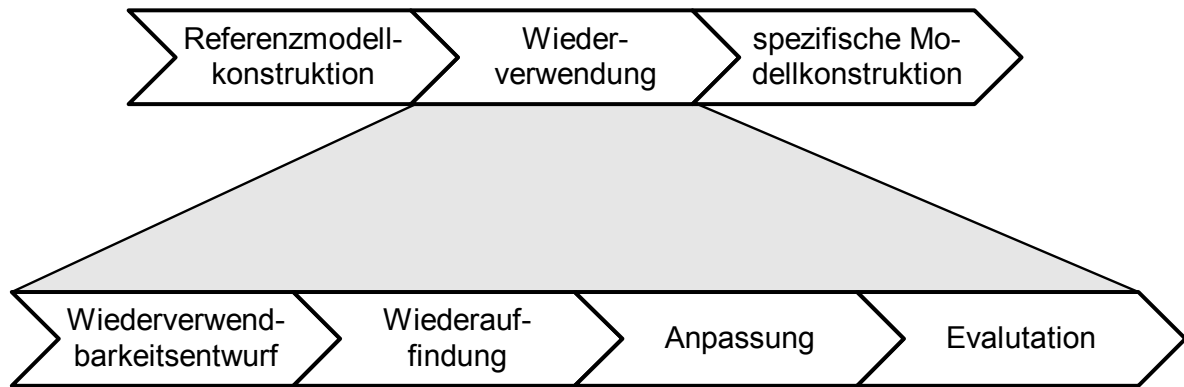 Referenzmodell-
konstruktion
Wieder-
verwendung
spezifische Mo-
dellkonstruktion
Wiederverwend-
barkeitsentwurf
Wiederauf-
findung
Anpassung
Evalutation